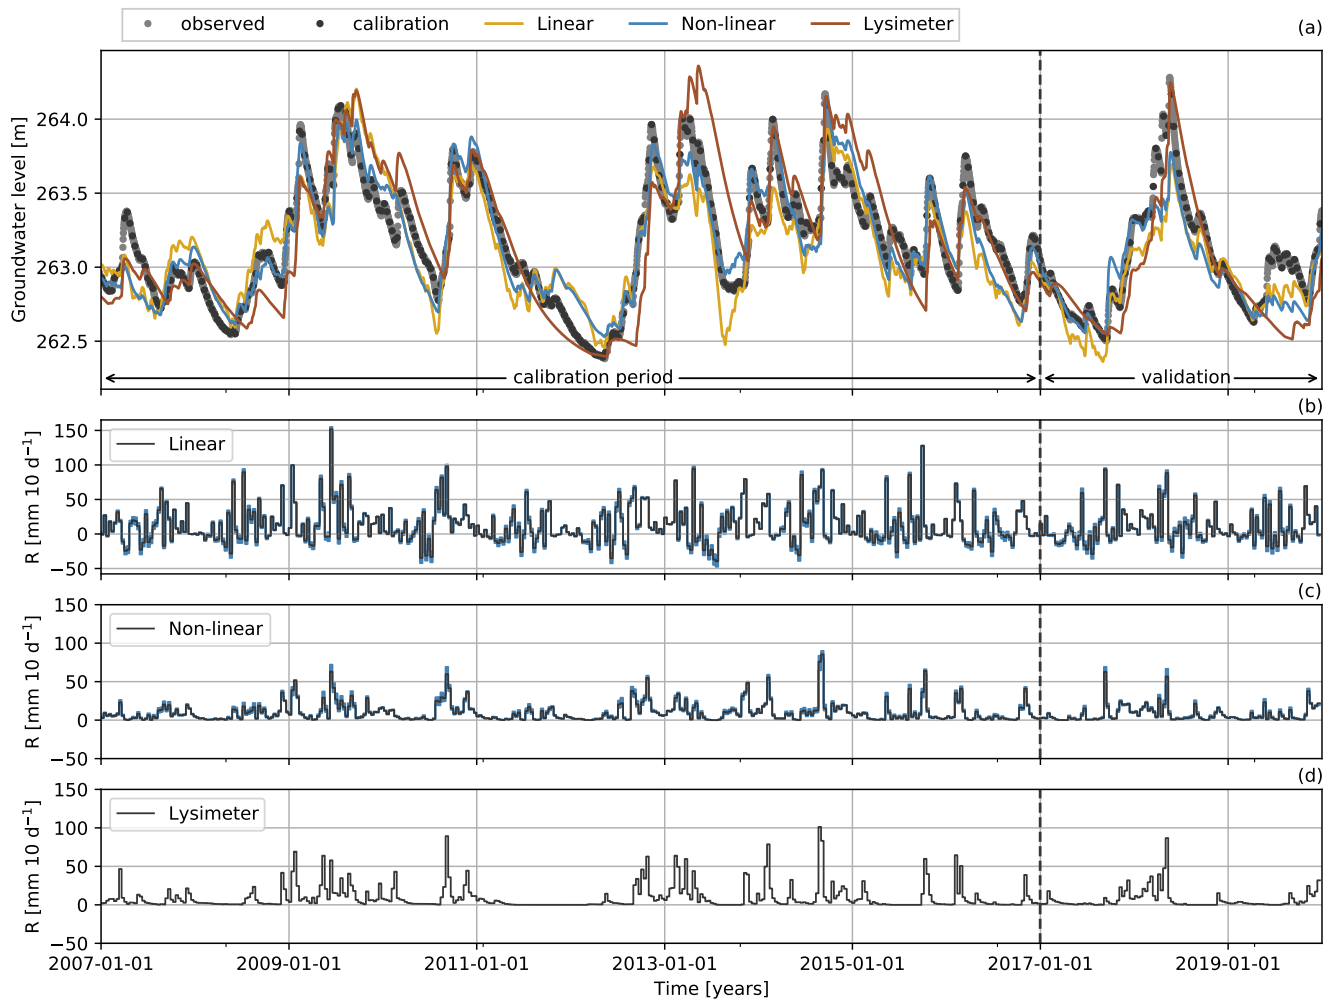 observed calibration Linear Non-linear Lysimeter
(a)
Groundwater level [m]
264.0
263.5
263.0
262.5
calibration period
validation
(b)
R [mm 10 d⁻¹]
150
100
50
0
−50
Linear
(c)
R [mm 10 d⁻¹]
150
100
50
0
−50
Non-linear
(d)
R [mm 10 d⁻¹]
150
100
50
0
−50
Lysimeter
2007-01-01 2009-01-01 2011-01-01 2013-01-01 2015-01-01 2017-01-01 2019-01-01
Time [years]